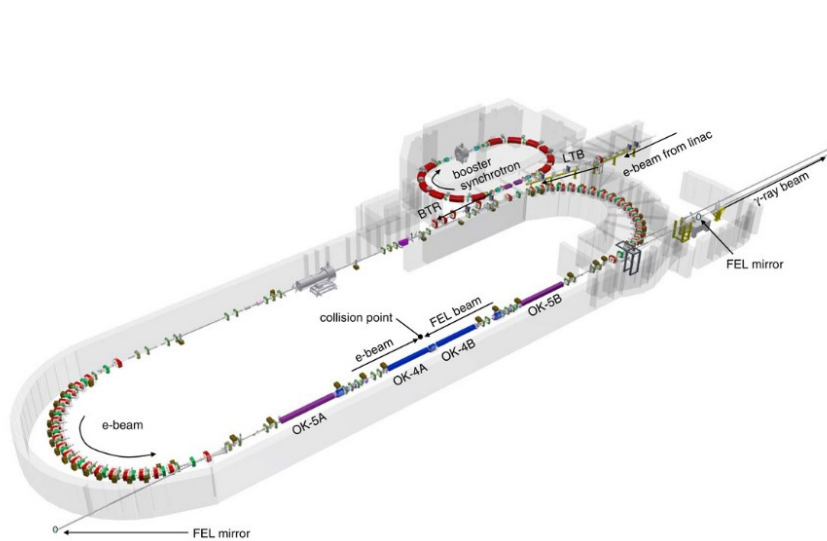 booster
synchrotron
LTB
e-beam from linac
BTR
γ-ray beam
FEL mirror
collision point
FEL beam
e-beam
OK-5B
OK-4B
OK-4A
OK-5A
e-beam
FEL mirror